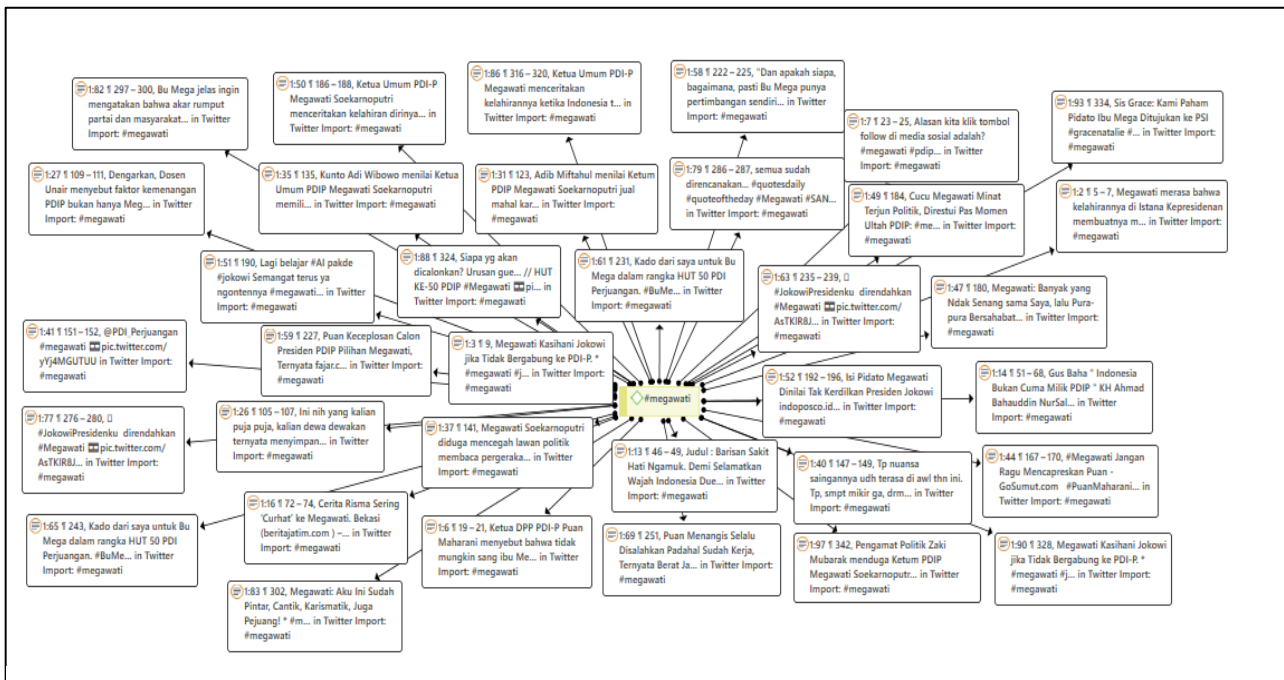 1:82 ¶ 297 – 300, Bu Mega jelas ingin
mengatakan bahwa akar rumput
partai dan masyarakat... in Twitter
Import: #megawati
1:50 ¶ 186 – 188, Ketua Umum PDI-P
Megawati Soekarnoputri
menceritakan kelahiran dirinya... in
Twitter Import: #megawati
1:86 ¶ 316 – 320, Ketua Umum PDI-P
Megawati menceritakan
kelahirannya ketika Indonesia t... in
Twitter Import: #megawati
1:58 ¶ 222 – 225, "Dan apakah siapa,
bagaimana, pasti Bu Mega punya
pertimbangan sendiri... in Twitter
Import: #megawati
1:7 ¶ 23 – 25, Alasan kita klik tombol
follow di media sosial adalah?
#megawati #pdip... in Twitter
Import: #megawati
1:93 ¶ 334, Sis Grace: Kami Paham
Pidato Ibu Mega Ditujukan ke PSI
#gracenatalie #... in Twitter Import:
#megawati
1:27 ¶ 109 – 111, Dengarkan, Dosen
Unair menyebut faktor kemenangan
PDIP bukan hanya Meg... in Twitter
Import: #megawati
1:35 ¶ 135, Kunto Adi Wibowo menilai Ketua
Umum PDIP Megawati Soekarnoputri
memili... in Twitter Import: #megawati
1:31 ¶ 123, Adib Miftahul menilai Ketum
PDIP Megawati Soekarnoputri jual
mahal kar... in Twitter Import:
#megawati
1:79 ¶ 286 – 287, semua sudah
direncanakan... #quotesdaily
#quoteoftheday #Megawati #SAN...
in Twitter Import: #megawati
1:49 ¶ 184, Cucu Megawati Minat
Terjun Politik, Direstui Pas Momen
Ultah PDIP: #me... in Twitter Import:
#megawati
1:2 ¶ 5 – 7, Megawati merasa bahwa
kelahirannya di Istana Kepresidenan
membuatnya m... in Twitter Import:
#megawati
1:51 ¶ 190, Lagi belajar #AI pakde
#jokowi Semangat terus ya
ngontennya #megawati... in Twitter
Import: #megawati
1:88 ¶ 324, Siapa yg akan
dicalonkan? Urusan gue... // HUT
KE-50 PDIP #Megawati pi... in
Twitter Import: #megawati
1:61 ¶ 231, Kado dari saya untuk Bu
Mega dalam rangka HUT 50 PDI
Perjuangan. #BuMe... in Twitter
Import: #megawati
1:63 ¶ 235 – 239,
#JokowiPresidenku direndahkan
#Megawati pic.twitter.com/
AsTKIR8J... in Twitter Import:
#megawati
1:47 ¶ 180, Megawati: Banyak yang
Ndak Senang sama Saya, lalu Pura-
pura Bersahabat... in Twitter Import:
#megawati
1:41 ¶ 151 – 152, @PDI_Perjuangan
#megawati pic.twitter.com/
yYj4MGUTUU in Twitter Import:
#megawati
1:59 ¶ 227, Puan Keceplosan Calon
Presiden PDIP Pilihan Megawati,
Ternyata fajar.c... in Twitter Import:
#megawati
1:3 ¶ 9, Megawati Kasihani Jokowi
jika Tidak Bergabung ke PDI-P. *
#megawati #j... in Twitter Import:
#megawati
#megawati
1:52 ¶ 192 – 196, Isi Pidato Megawati
Dinilai Tak Kerdilkan Presiden Jokowi
indoposco.id... in Twitter Import:
#megawati
1:14 ¶ 51 – 68, Gus Baha " Indonesia
Bukan Cuma Milik PDIP " KH Ahmad
Bahauddin NurSal... in Twitter
Import: #megawati
1:77 ¶ 276 – 280,
#JokowiPresidenku direndahkan
#Megawati pic.twitter.com/
AsTKIR8J... in Twitter Import:
#megawati
1:26 ¶ 105 – 107, Ini nih yang kalian
puja puja, kalian dewa dewakan
ternyata menyimpan... in Twitter
Import: #megawati
1:37 ¶ 141, Megawati Soekarnoputri
diduga mencegah lawan politik
membaca pergeraka... in Twitter
Import: #megawati
1:13 ¶ 46 – 49, Judul : Barisan Sakit
Hati Ngamuk. Demi Selamatkan
Wajah Indonesia Due... in Twitter
Import: #megawati
1:40 ¶ 147 – 149, Tp nuansa
saingannya udh terasa di awl thn ini.
Tp, smpt mikir ga, drm... in Twitter
Import: #megawati
1:44 ¶ 167 – 170, #Megawati Jangan
Ragu Mencapreskan Puan -
GoSumut.com #PuanMaharani... in
Twitter Import: #megawati
1:16 ¶ 72 – 74, Cerita Risma Sering
'Curhat' ke Megawati. Bekasi
(beritajatim.com ) –... in Twitter
Import: #megawati
1:65 ¶ 243, Kado dari saya untuk Bu
Mega dalam rangka HUT 50 PDI
Perjuangan. #BuMe... in Twitter
Import: #megawati
1:6 ¶ 19 – 21, Ketua DPP PDI-P Puan
Maharani menyebut bahwa tidak
mungkin sang ibu Me... in Twitter
Import: #megawati
1:69 ¶ 251, Puan Menangis Selalu
Disalahkan Padahal Sudah Kerja,
Ternyata Berat Ja... in Twitter Import:
#megawati
1:97 ¶ 342, Pengamat Politik Zaki
Mubarak menduga Ketum PDIP
Megawati Soekarnoputr... in Twitter
Import: #megawati
1:90 ¶ 328, Megawati Kasihani Jokowi
jika Tidak Bergabung ke PDI-P. *
#megawati #j... in Twitter Import:
#megawati
1:83 ¶ 302, Megawati: Aku Ini Sudah
Pintar, Cantik, Karismatik, Juga
Pejuang! * #m... in Twitter Import:
#megawati